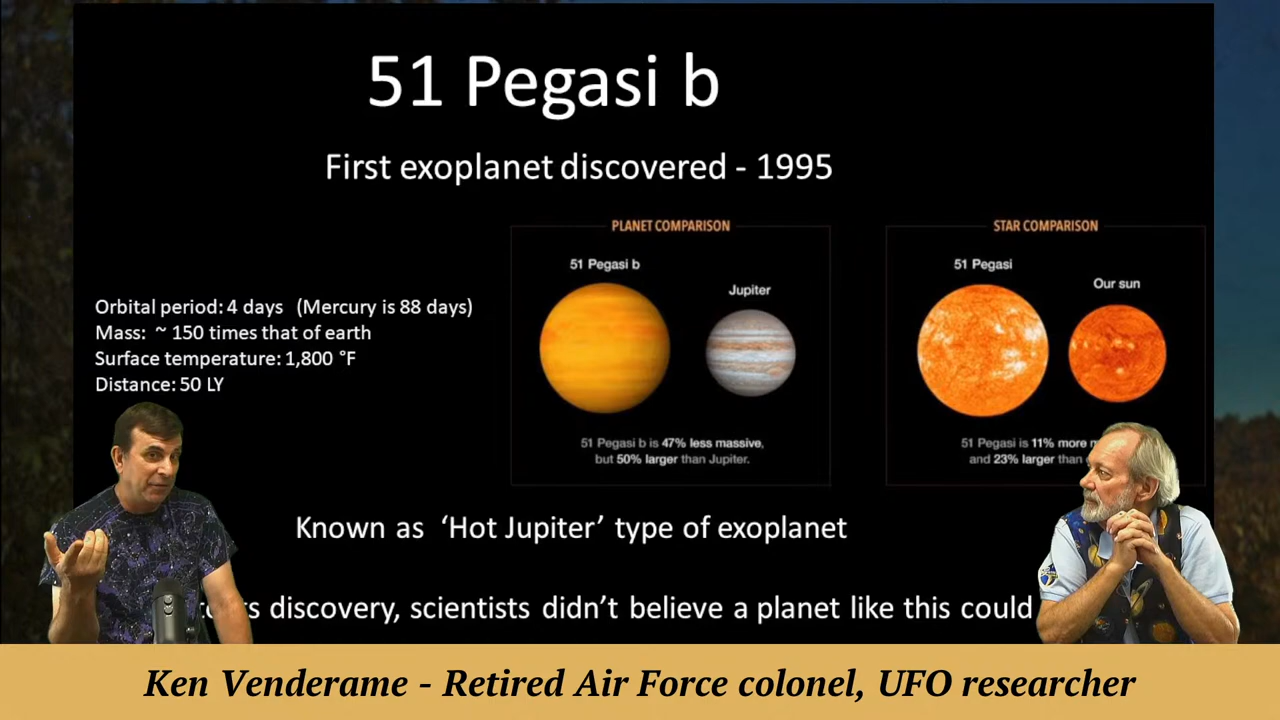 51 Pegasi b
First exoplanet discovered - 1995
Orbital period: 4 days (Mercury is 88 days)
Mass: ~ 150 times that of earth
Surface temperature: 1,800 °F
Distance: 50 LY
PLANET COMPARISON
51 Pegasi b
Jupiter
51 Pegasi b is 47% less massive,
but 50% larger than Jupiter.
STAR COMPARISON
51 Pegasi
Our sun
51 Pegasi is 11% more
and 23% larger than
Known as ‘Hot Jupiter’ type of exoplanet
discovery, scientists didn’t believe a planet like this could
Ken Venderame - Retired Air Force colonel, UFO researcher